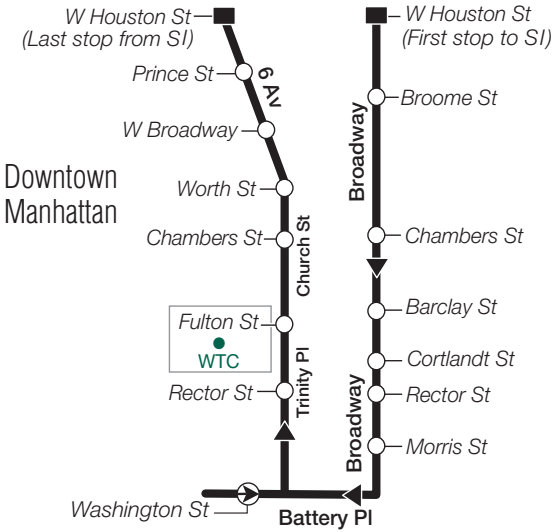 W Houston St
(Last stop from SI)
W Houston St
(First stop to SI)
Prince St
6 Av
Broome St
W Broadway
Broadway
Downtown
Manhattan
Worth St
Chambers St
Church St
Chambers St
Fulton St
WTC
Barclay St
Trinity Pl
Cortlandt St
Rector St
Rector St
Broadway
Morris St
Washington St
Battery Pl